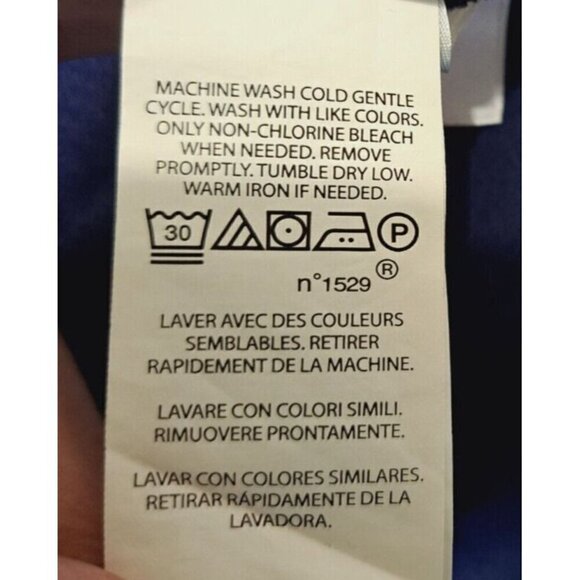 MACHINE WASH COLD GENTLE
CYCLE. WASH WITH LIKE COLORS.
ONLY NON-CHLORINE BLEACH
WHEN NEEDED. REMOVE
PROMPTLY. TUMBLE DRY LOW.
WARM IRON IF NEEDED.
30 P
n°1529 ®
LAVER AVEC DES COULEURS
SEMBLABLES. RETIRER
RAPIDEMENT DE LA MACHINE.
LAVARE CON COLORI SIMILI.
RIMUOVERE PRONTAMENTE.
LAVAR CON COLORES SIMILARES.
RETIRAR RÁPIDAMENTE DE LA
LAVADORA.